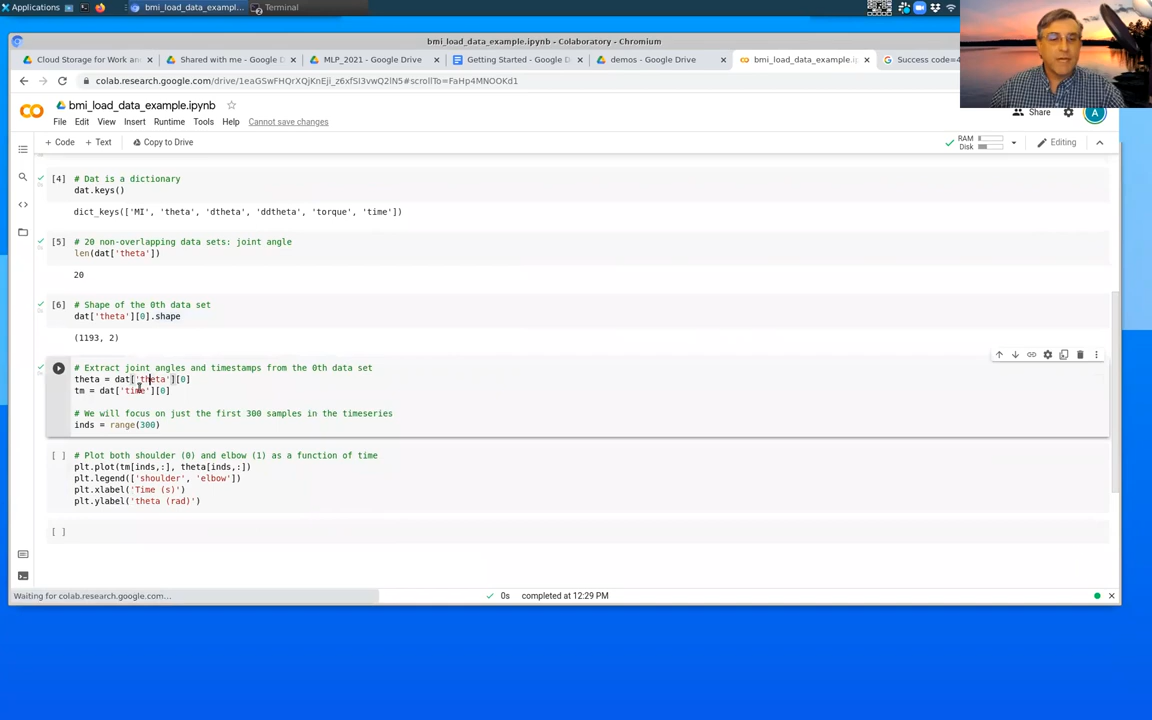 Applications
bmi_load_data_exampl...
Terminal
bmi_load_data_example.ipynb - Colaboratory - Chromium
Cloud Storage for Work an
Shared with me - Google D
MLP_2021 - Google Drive
Getting Started - Google D
demos - Google Drive
bmi_load_data_example.ip
Success code=4
colab.research.google.com/drive/1eaGSwFHQrXQJKnEji_z6xfSI3vwQ2lN5#scrollTo=FaHp4MNOOKd1
bmi_load_data_example.ipynb
File Edit View Insert Runtime Tools Help Cannot save changes
Share
A
+ Code + Text Copy to Drive
RAM
Disk
Editing
[4] # Dat is a dictionary
dat.keys()
dict_keys(['MI', 'theta', 'dtheta', 'ddtheta', 'torque', 'time'])
[5] # 20 non-overlapping data sets: joint angle
len(dat['theta'])
20
[6] # Shape of the 0th data set
dat['theta'][0].shape
(1193, 2)
# Extract joint angles and timestamps from the 0th data set
theta = dat['theta'][0]
tm = dat['time'][0]
# We will focus on just the first 300 samples in the timeseries
inds = range(300)
[ ] # Plot both shoulder (0) and elbow (1) as a function of time
plt.plot(tm[inds,:], theta[inds,:])
plt.legend(['shoulder', 'elbow'])
plt.xlabel('Time (s)')
plt.ylabel('theta (rad)')
[ ]
Waiting for colab.research.google.com...
0s completed at 12:29 PM